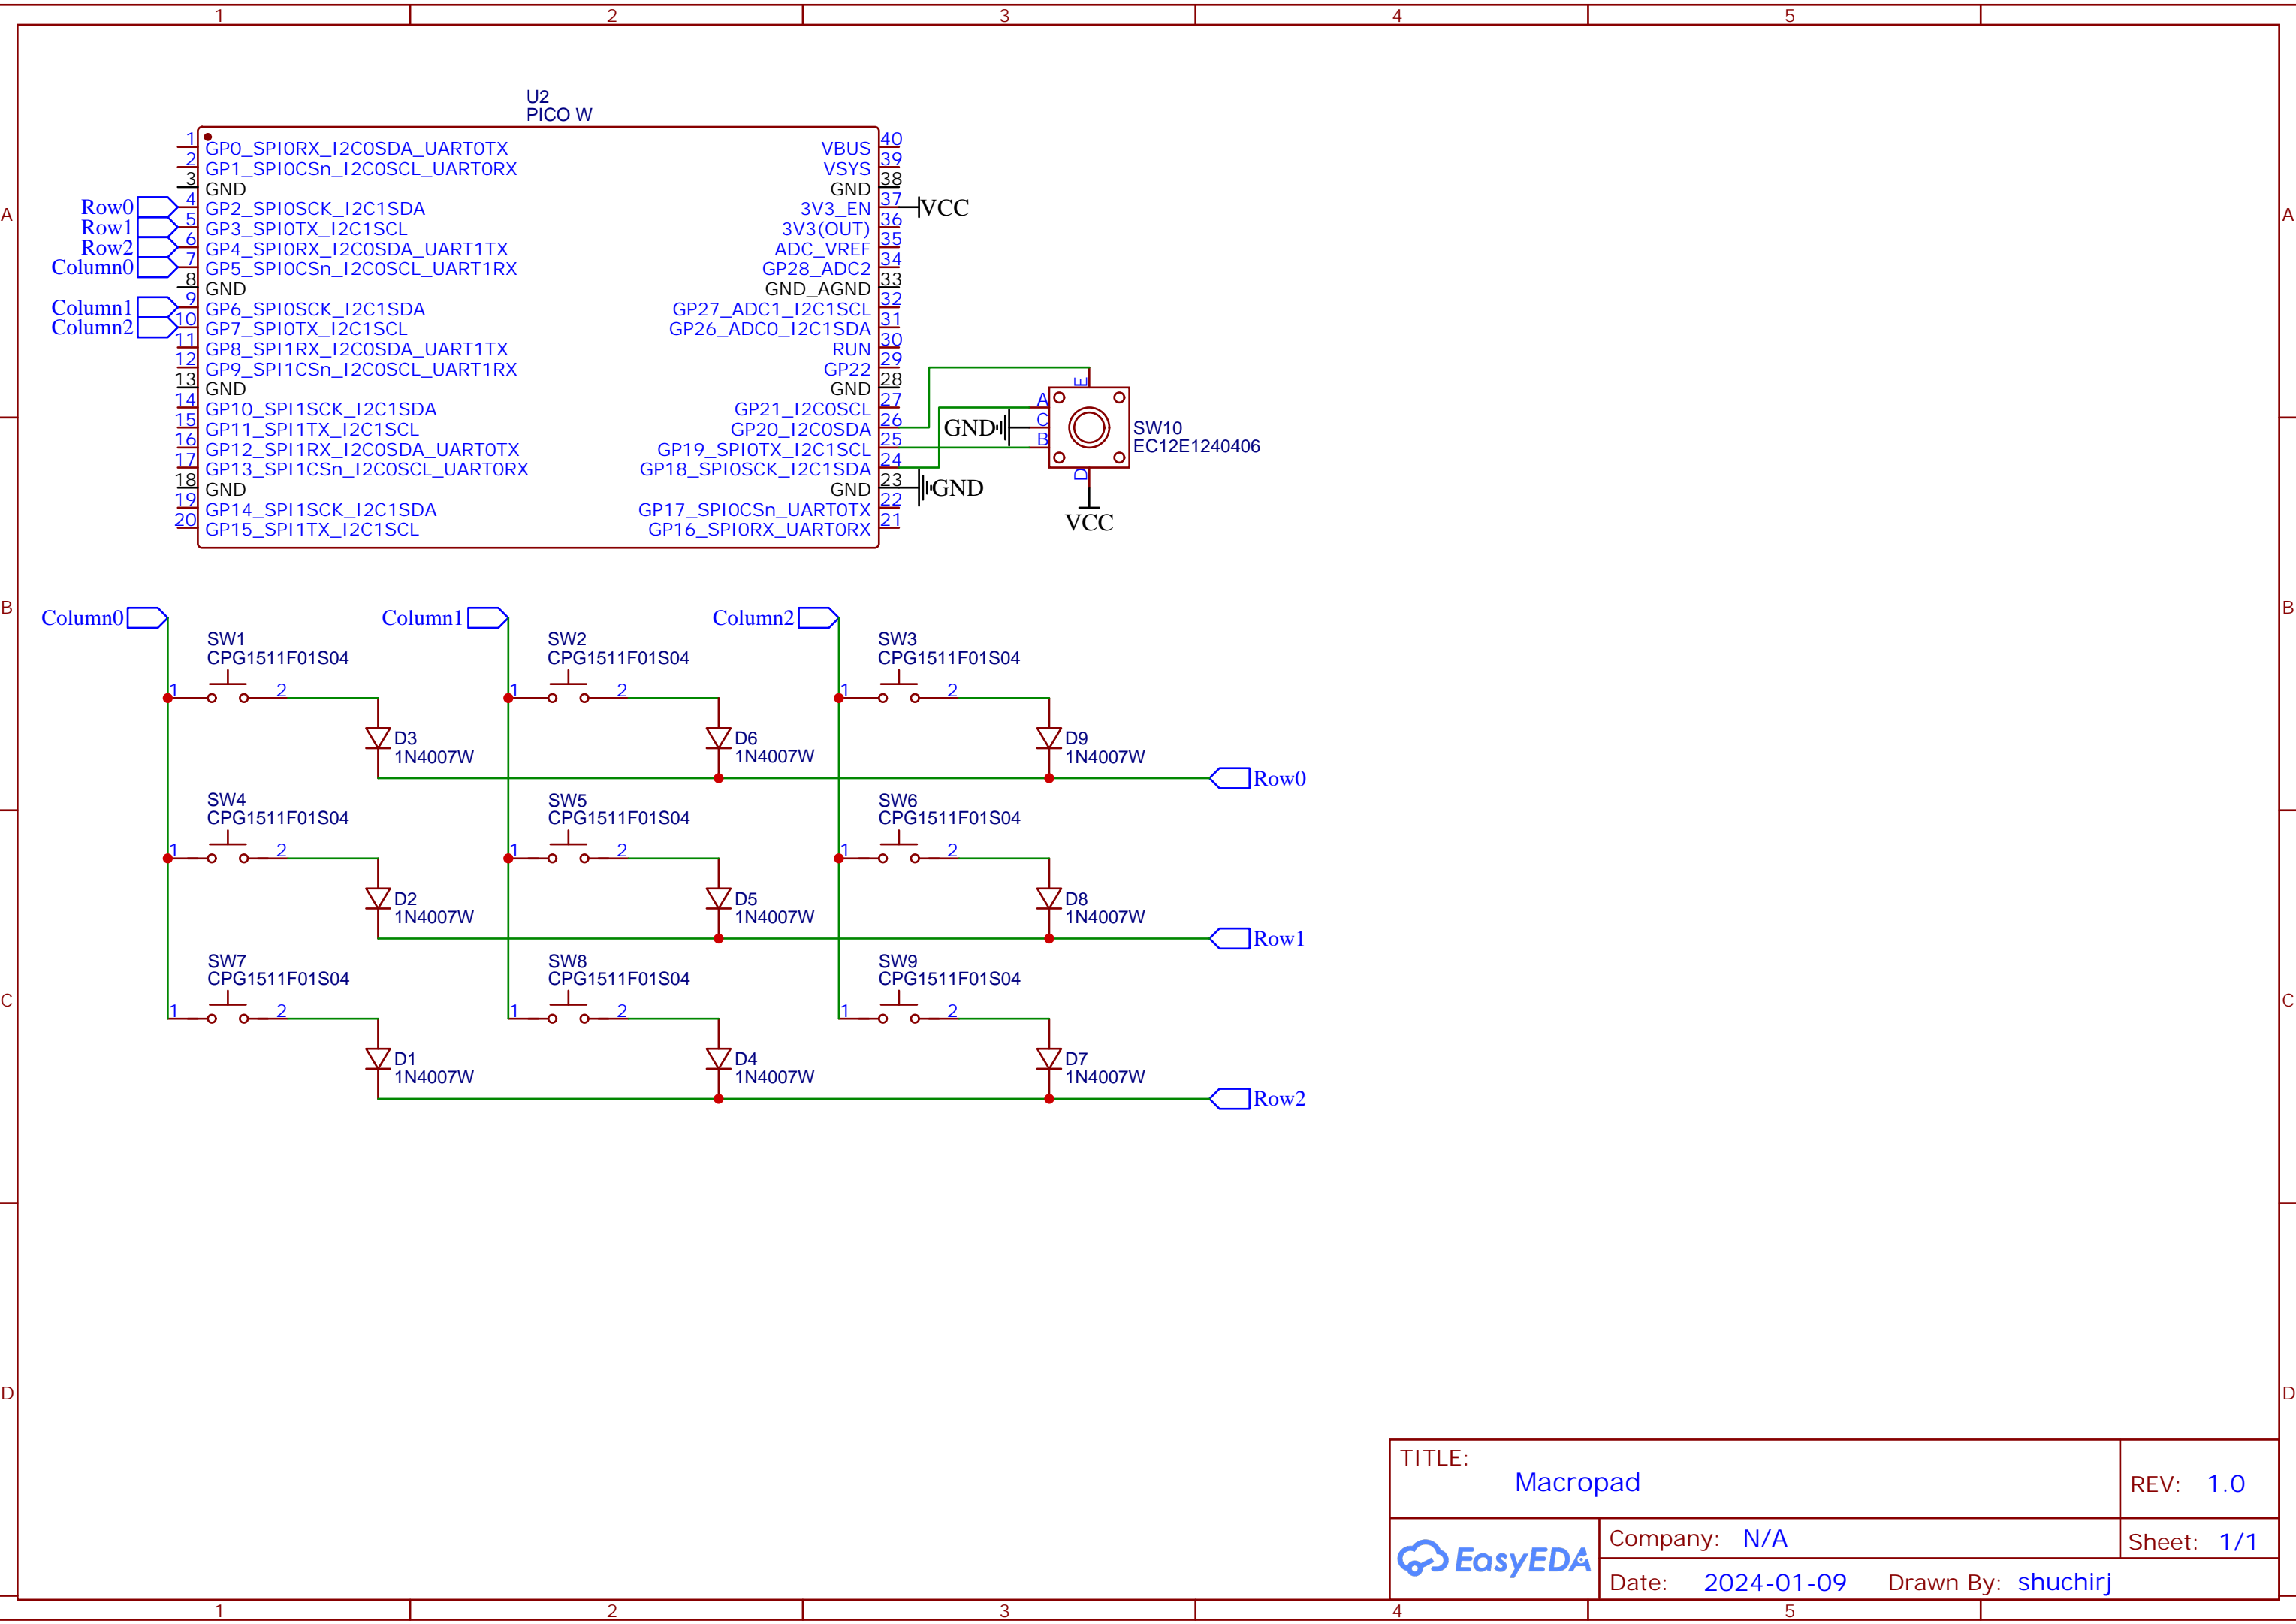 1 2 3 4 5
U2
PICO W
1 GP0_SPI0RX_I2C0SDA_UART0TX VBUS 40
2 GP1_SPI0CSn_I2C0SCL_UART0RX VSYS 39
3 GND GND 38
Row0 4 GP2_SPI0SCK_I2C1SDA 3V3_EN 37 VCC
A A
Row1 5 GP3_SPI0TX_I2C1SCL 3V3(OUT) 36
Row2 6 GP4_SPI0RX_I2C0SDA_UART1TX ADC_VREF 35
Column0 7 GP5_SPI0CSn_I2C0SCL_UART1RX GP28_ADC2 34
8 GND GND_AGND 33
Column1 9 GP6_SPI0SCK_I2C1SDA GP27_ADC1_I2C1SCL 32
Column2 10 GP7_SPI0TX_I2C1SCL GP26_ADC0_I2C1SDA 31
11 GP8_SPI1RX_I2C0SDA_UART1TX RUN 30
12 GP9_SPI1CSn_I2C0SCL_UART1RX GP22 29
13 GND GND 28 E
14 GP10_SPI1SCK_I2C1SDA GP21_I2C0SCL 27 A
15 GP11_SPI1TX_I2C1SCL GP20_I2C0SDA 26 GND C SW10
16 GP12_SPI1RX_I2C0SDA_UART0TX GP19_SPI0TX_I2C1SCL 25 B EC12E1240406
17 GP13_SPI1CSn_I2C0SCL_UART0RX GP18_SPI0SCK_I2C1SDA 24 D
18 GND GND 23 GND
19 GP14_SPI1SCK_I2C1SDA GP17_SPI0CSn_UART0TX 22
VCC
20 GP15_SPI1TX_I2C1SCL GP16_SPI0RX_UART0RX 21
B B
Column0 Column1 Column2
SW1 SW2 SW3
CPG1511F01S04 CPG1511F01S04 CPG1511F01S04
1 2 1 2 1 2
D3 D6 D9
1N4007W 1N4007W 1N4007W
Row0
SW4 SW5 SW6
CPG1511F01S04 CPG1511F01S04 CPG1511F01S04
1 2 1 2 1 2
D2 D5 D8
1N4007W 1N4007W 1N4007W
Row1
SW7 SW8 SW9
CPG1511F01S04 CPG1511F01S04 CPG1511F01S04
C C
1 2 1 2 1 2
D1 D4 D7
1N4007W 1N4007W 1N4007W
Row2
D D
TITLE:
Macropad
REV: 1.0
EasyEDA
Company: N/A
Sheet: 1/1
Date: 2024-01-09 Drawn By: shuchirj
1 2 3 4 5